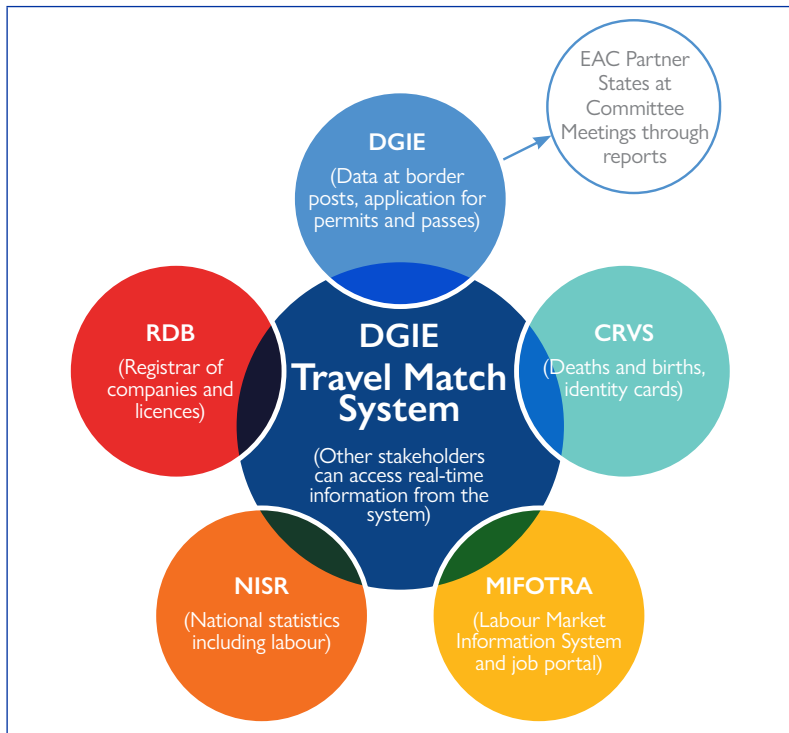 EAC Partner
States at
Committee
Meetings through
reports
DGIE
(Data at border
posts, application for
permits and passes)
RDB
(Registrar of
companies and
licences)
DGIE
Travel Match
System
(Other stakeholders
can access real-time
information from the
system)
CRVS
(Deaths and births,
identity cards)
NISR
(National statistics
including labour)
MIFOTRA
(Labour Market
Information System
and job portal)